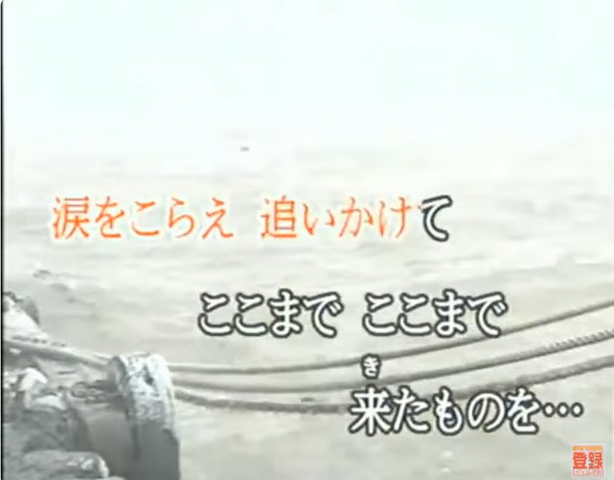 涙をこらえ 追いかけて
ここまで ここまで
き
来たものを…
登録